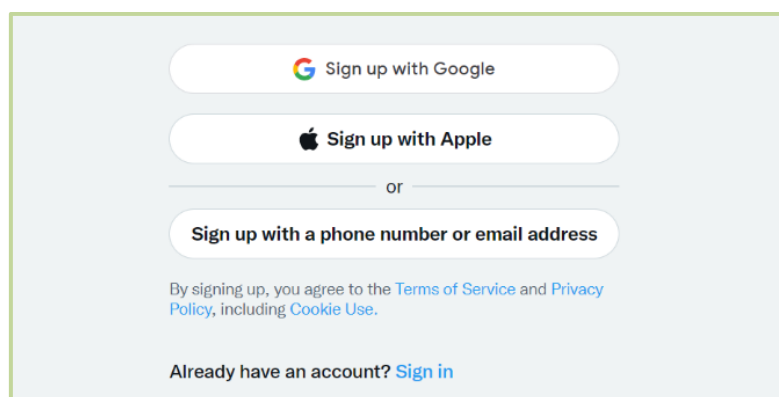 Sign up with Google
Sign up with Apple
or
Sign up with a phone number or email address
By signing up, you agree to the Terms of Service and Privacy
Policy, including Cookie Use.
Already have an account? Sign in